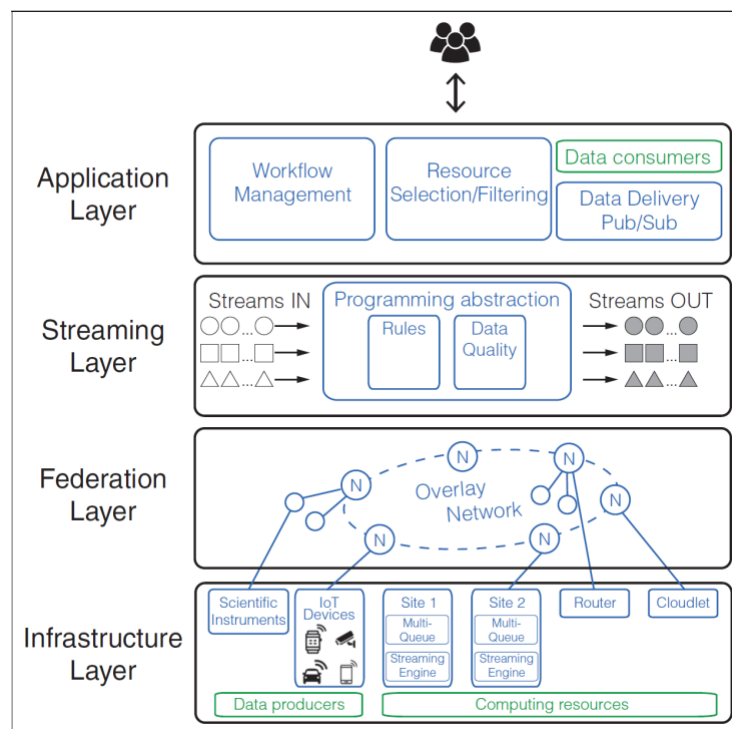 Application
Layer
Workflow
Management
Resource
Selection/Filtering
Data consumers
Data Delivery
Pub/Sub
Streaming
Layer
Streams IN
...
...
...
Programming abstraction
Rules
Data
Quality
Streams OUT
...
...
...
Federation
Layer
N
N
N
N
N
N
Overlay
Network
Infrastructure
Layer
Scientific
Instruments
IoT
Devices
Site 1
Multi-
Queue
Streaming
Engine
Site 2
Multi-
Queue
Streaming
Engine
Router
Cloudlet
Data producers
Computing resources